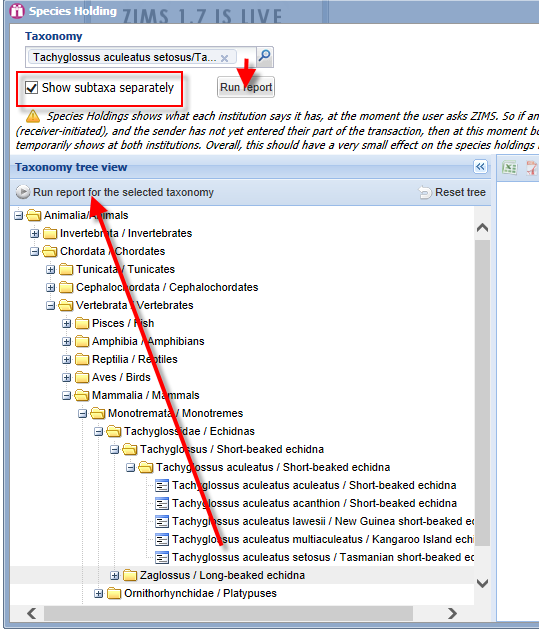 ZIMS 1.7 IS LIVE
Species Holding
Taxonomy
Tachyglossus aculeatus setosus/Ta...
Show subtaxa separately
Run report
Species Holdings shows what each institution says it has, at the moment the user asks ZIMS. So if an
(receiver-initiated), and the sender has not yet entered their part of the transaction, then at this moment bo
temporarily shows at both institutions. Overall, this should have a very small effect on the species holdings
Taxonomy tree view
Run report for the selected taxonomy
Reset tree
Animalia/Animals
Invertebrata / Invertebrates
Chordata / Chordates
Tunicata / Tunicates
Cephalochordata / Cephalochordates
Vertebrata / Vertebrates
Pisces / Fish
Amphibia / Amphibians
Reptilia / Reptiles
Aves / Birds
Mammalia / Mammals
Monotremata / Monotremes
Tachyglossidae / Echidnas
Tachyglossus / Short-beaked echidna
Tachyglossus aculeatus / Short-beaked echidna
Tachyglossus aculeatus aculeatus / Short-beaked echidna
Tachyglossus aculeatus acanthion / Short-beaked echidna
Tachyglossus aculeatus lawesii / New Guinea short-beaked ec
Tachyglossus aculeatus multiaculeatus / Kangaroo Island echi
Tachyglossus aculeatus setosus / Tasmanian short-beaked ec
Zaglossus / Long-beaked echidna
Ornithorhynchidae / Platypuses